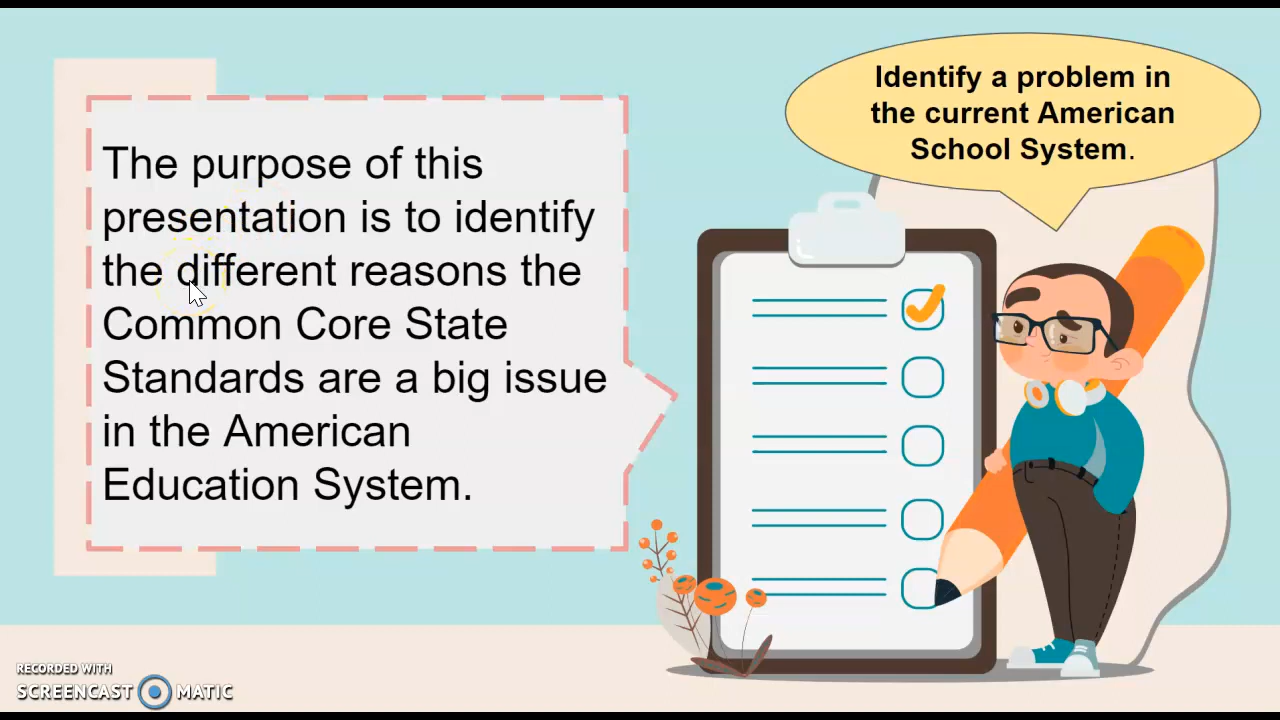 Identify a problem in
the current American
School System.
The purpose of this
presentation is to identify
the different reasons the
Common Core State
Standards are a big issue
in the American
Education System.
RECORDED WITH
SCREENCAST MATIC